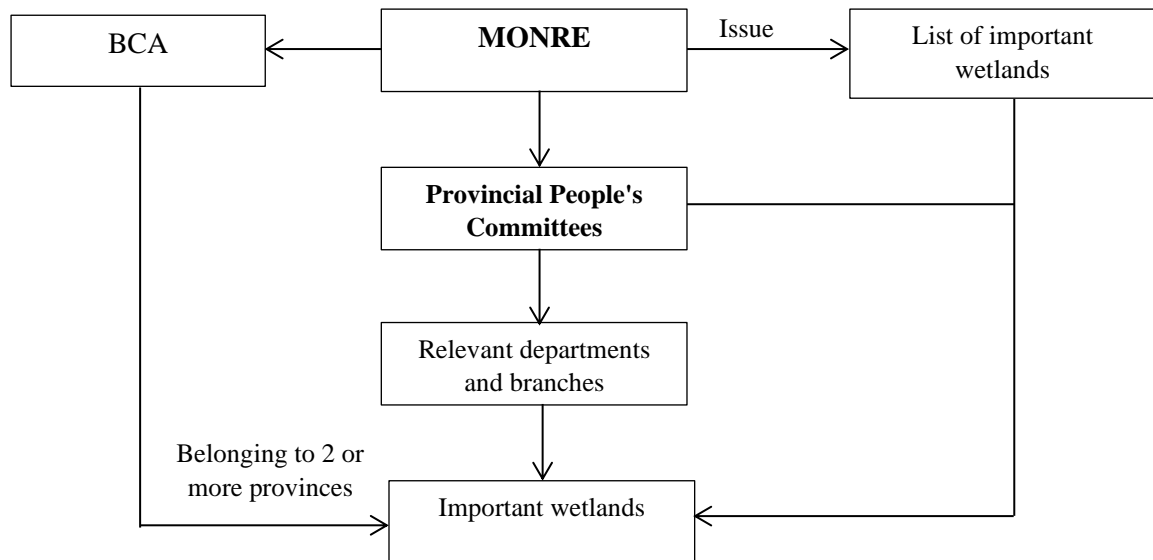 BCA
MONRE
Issue
List of important
wetlands
Provincial People's
Committees
Relevant departments
and branches
Belonging to 2 or
more provinces
Important wetlands